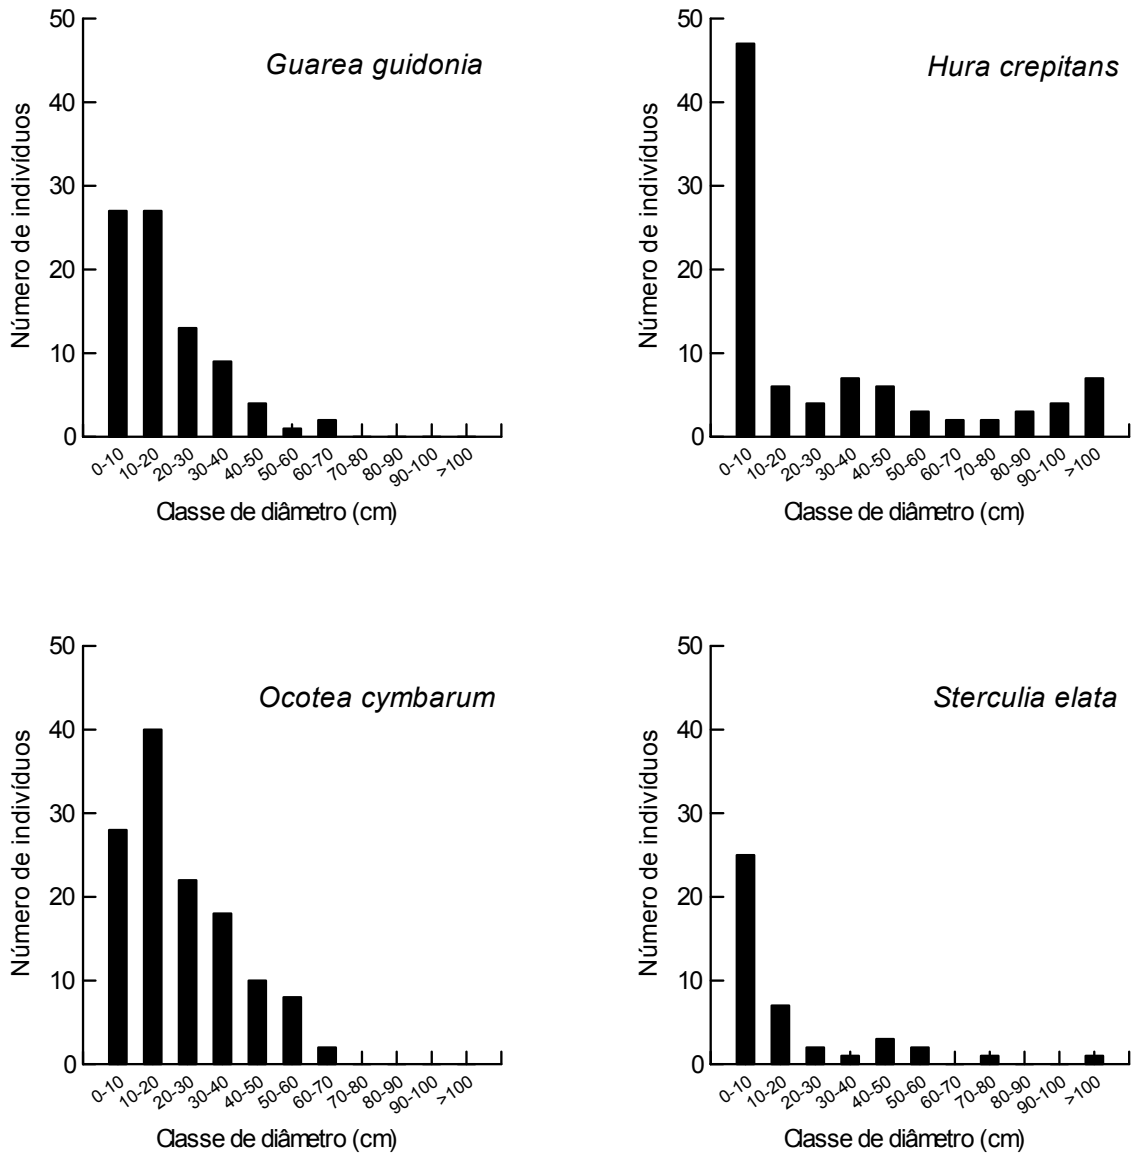 Guarea guidonia
Número de indivíduos
50
40
30
20
10
0
0-10 10-20 20-30 30-40 40-50 50-60 60-70 70-80 80-90 90-100 >100
Classe de diâmetro (cm)
Hura crepitans
Número de indivíduos
50
40
30
20
10
0
0-10 10-20 20-30 30-40 40-50 50-60 60-70 70-80 80-90 90-100 >100
Classe de diâmetro (cm)
Ocotea cymbarum
Número de indivíduos
50
40
30
20
10
0
0-10 10-20 20-30 30-40 40-50 50-60 60-70 70-80 80-90 90-100 >100
Classe de diâmetro (cm)
Sterculia elata
Número de indivíduos
50
40
30
20
10
0
0-10 10-20 20-30 30-40 40-50 50-60 60-70 70-80 80-90 90-100 >100
Classe de diâmetro (cm)